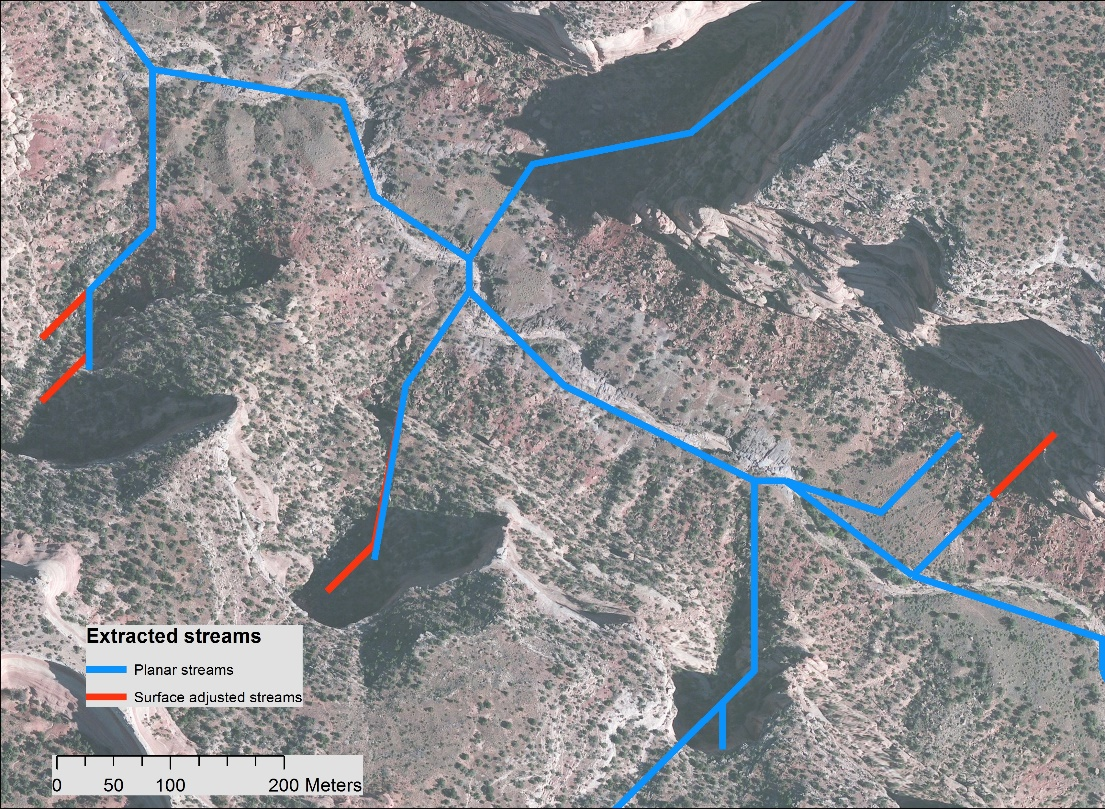 Extracted streams
Planar streams
Surface adjusted streams
0 50 100 200 Meters